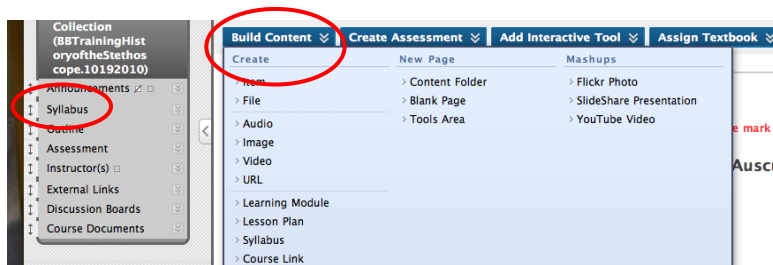 Collection
(BBTrainingHist
oryoftheStethos
cope.10192010)
Announcements
Syllabus
Outline
Assessment
Instructor(s)
External Links
Discussion Boards
Course Documents
Build Content
Create Assessment
Add Interactive Tool
Assign Textbook
Create
Item
File
Audio
Image
Video
URL
Learning Module
Lesson Plan
Syllabus
Course Link
New Page
Content Folder
Blank Page
Tools Area
Mashups
Flickr Photo
SlideShare Presentation
YouTube Video
e mark
Auscu